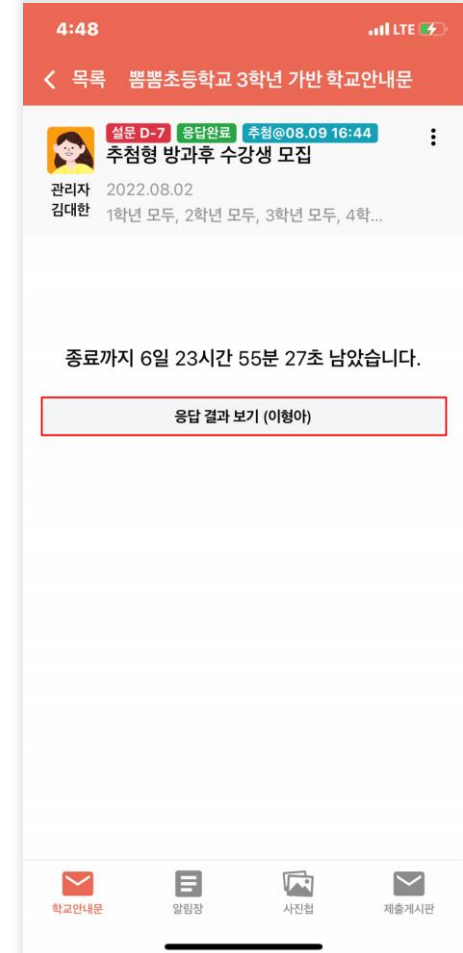 4:48
LTE
목록 뽐뽐초등학교 3학년 가반 학교안내문
설문 D-7 응답완료 추첨@08.09 16:44
추첨형 방과후 수강생 모집
관리자 2022.08.02
김대한 1학년 모두, 2학년 모두, 3학년 모두, 4학...
종료까지 6일 23시간 55분 27초 남았습니다.
응답 결과 보기 (이형아)
학교안내문 알림장 사진첩 제출게시판